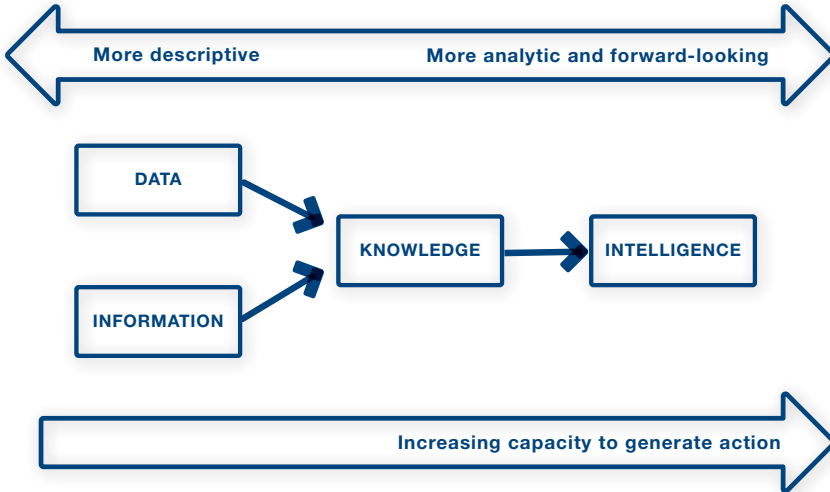 More descriptive
More analytic and forward-looking
DATA
KNOWLEDGE
INTELLIGENCE
INFORMATION
Increasing capacity to generate action